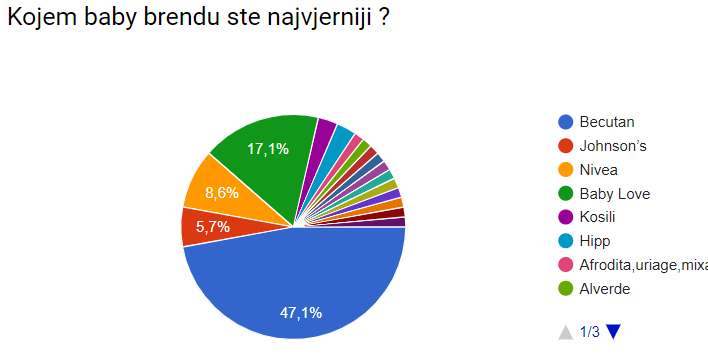 Kojem baby brendu ste najvjerniji ?
17,1%
8,6%
5,7%
47,1%
Becutan
Johnson's
Nivea
Baby Love
Kosili
Hipp
Afrodita,uriage,mixa
Alverde
1/3